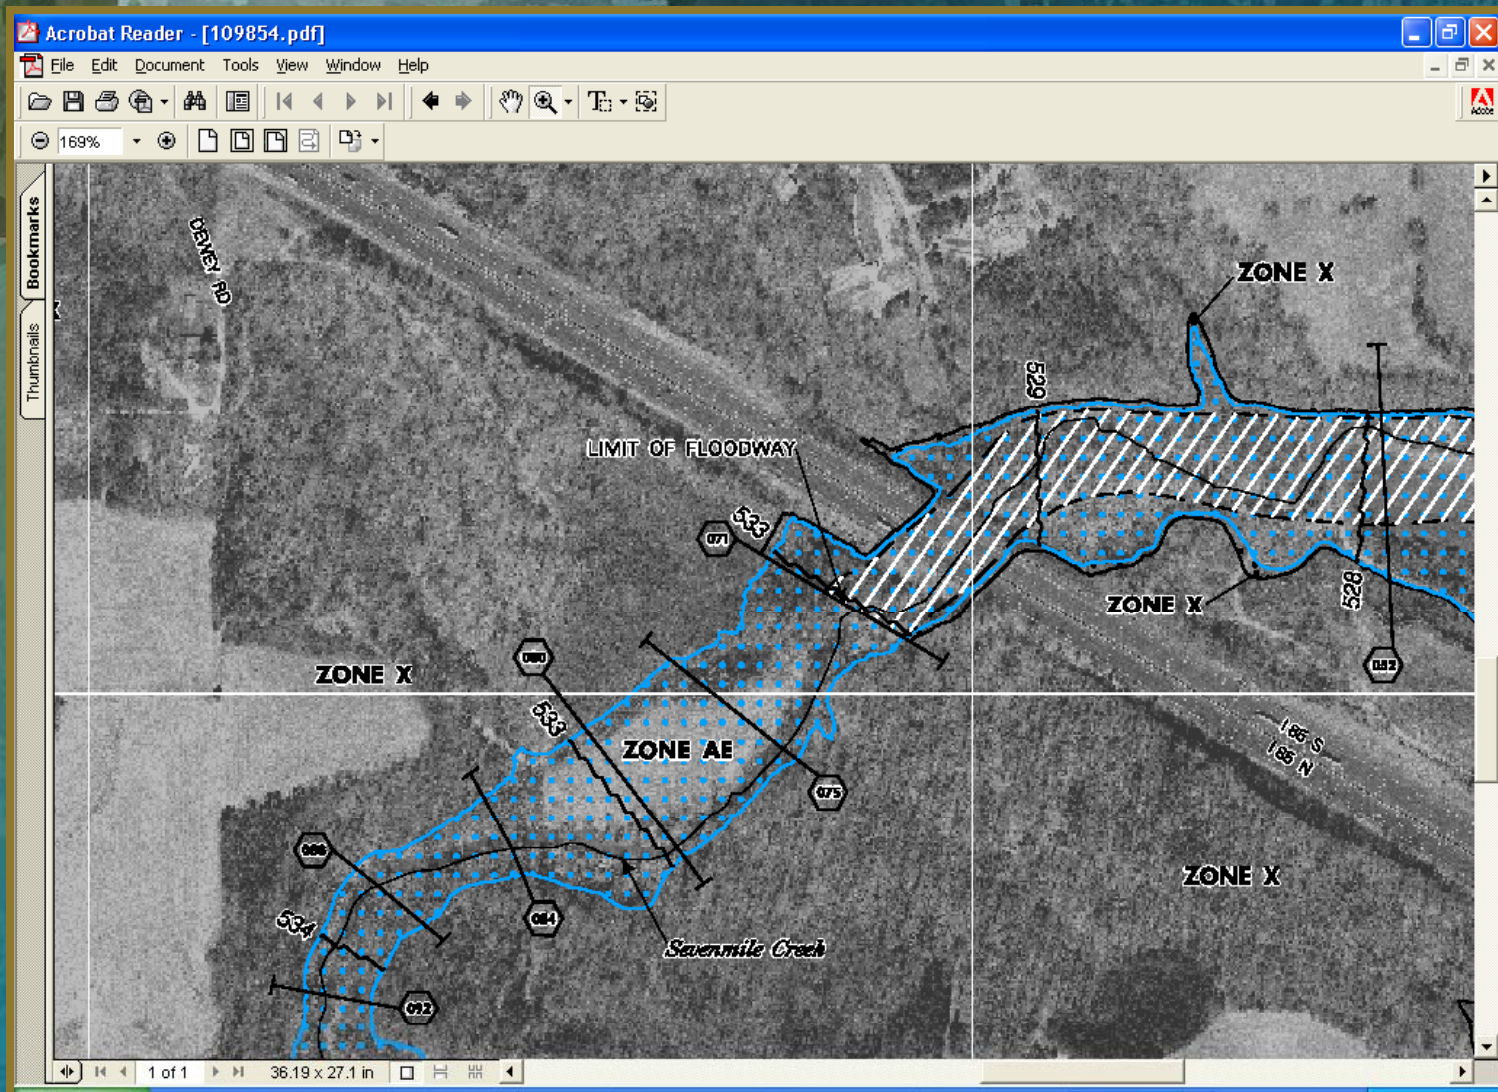 Acrobat Reader - [109854.pdf]
File Edit Document Tools View Window Help
Adobe
169%
Bookmarks
Thumbnails
DEWEY RD
ZONE X
529
LIMIT OF FLOODWAY
533
071
528
ZONE X
052
ZONE X
080
533
ZONE AE
075
I 85 S
I 85 N
084
534
Sevenmile Creek
ZONE X
092
1 of 1
36.19 x 27.1 in